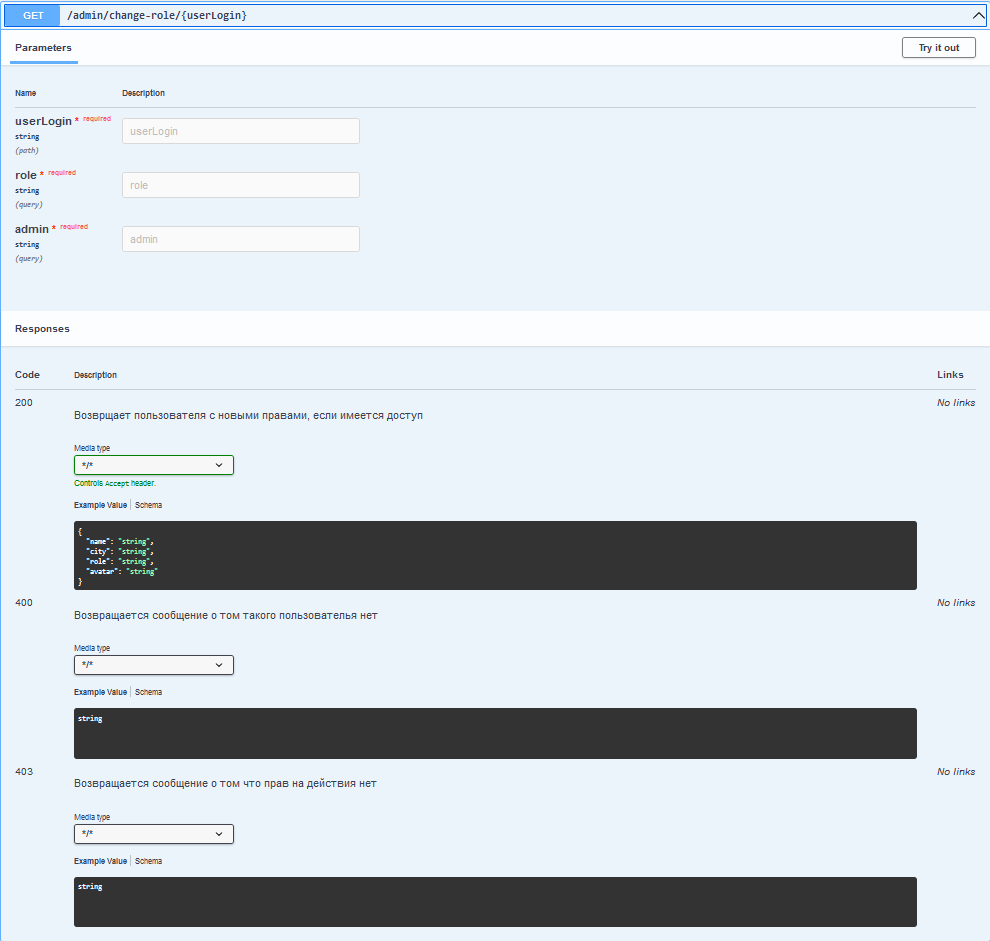 GET /admin/change-role/{userLogin}
Parameters
Try it out
Name Description
userLogin * required
string
(path)
userLogin
role * required
string
(query)
role
admin * required
string
(query)
admin
Responses
Code Description Links
200 No links
Возврщает пользователя с новыми правами, если имеется доступ
Media type
*/*
Controls Accept header.
Example Value Schema
{
"name": "string",
"city": "string",
"role": "string",
"avatar": "string"
}
400 No links
Возвращается сообщение о том такого пользователья нет
Media type
*/*
Example Value Schema
string
403 No links
Возвращается сообщение о том что прав на действия нет
Media type
*/*
Example Value Schema
string